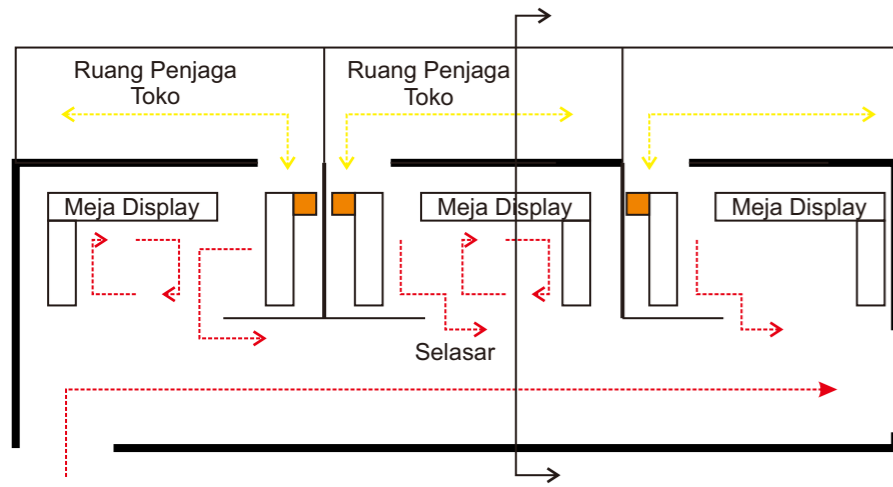 Ruang Penjaga
Toko
Ruang Penjaga
Toko
Meja Display
Meja Display
Meja Display
Selasar